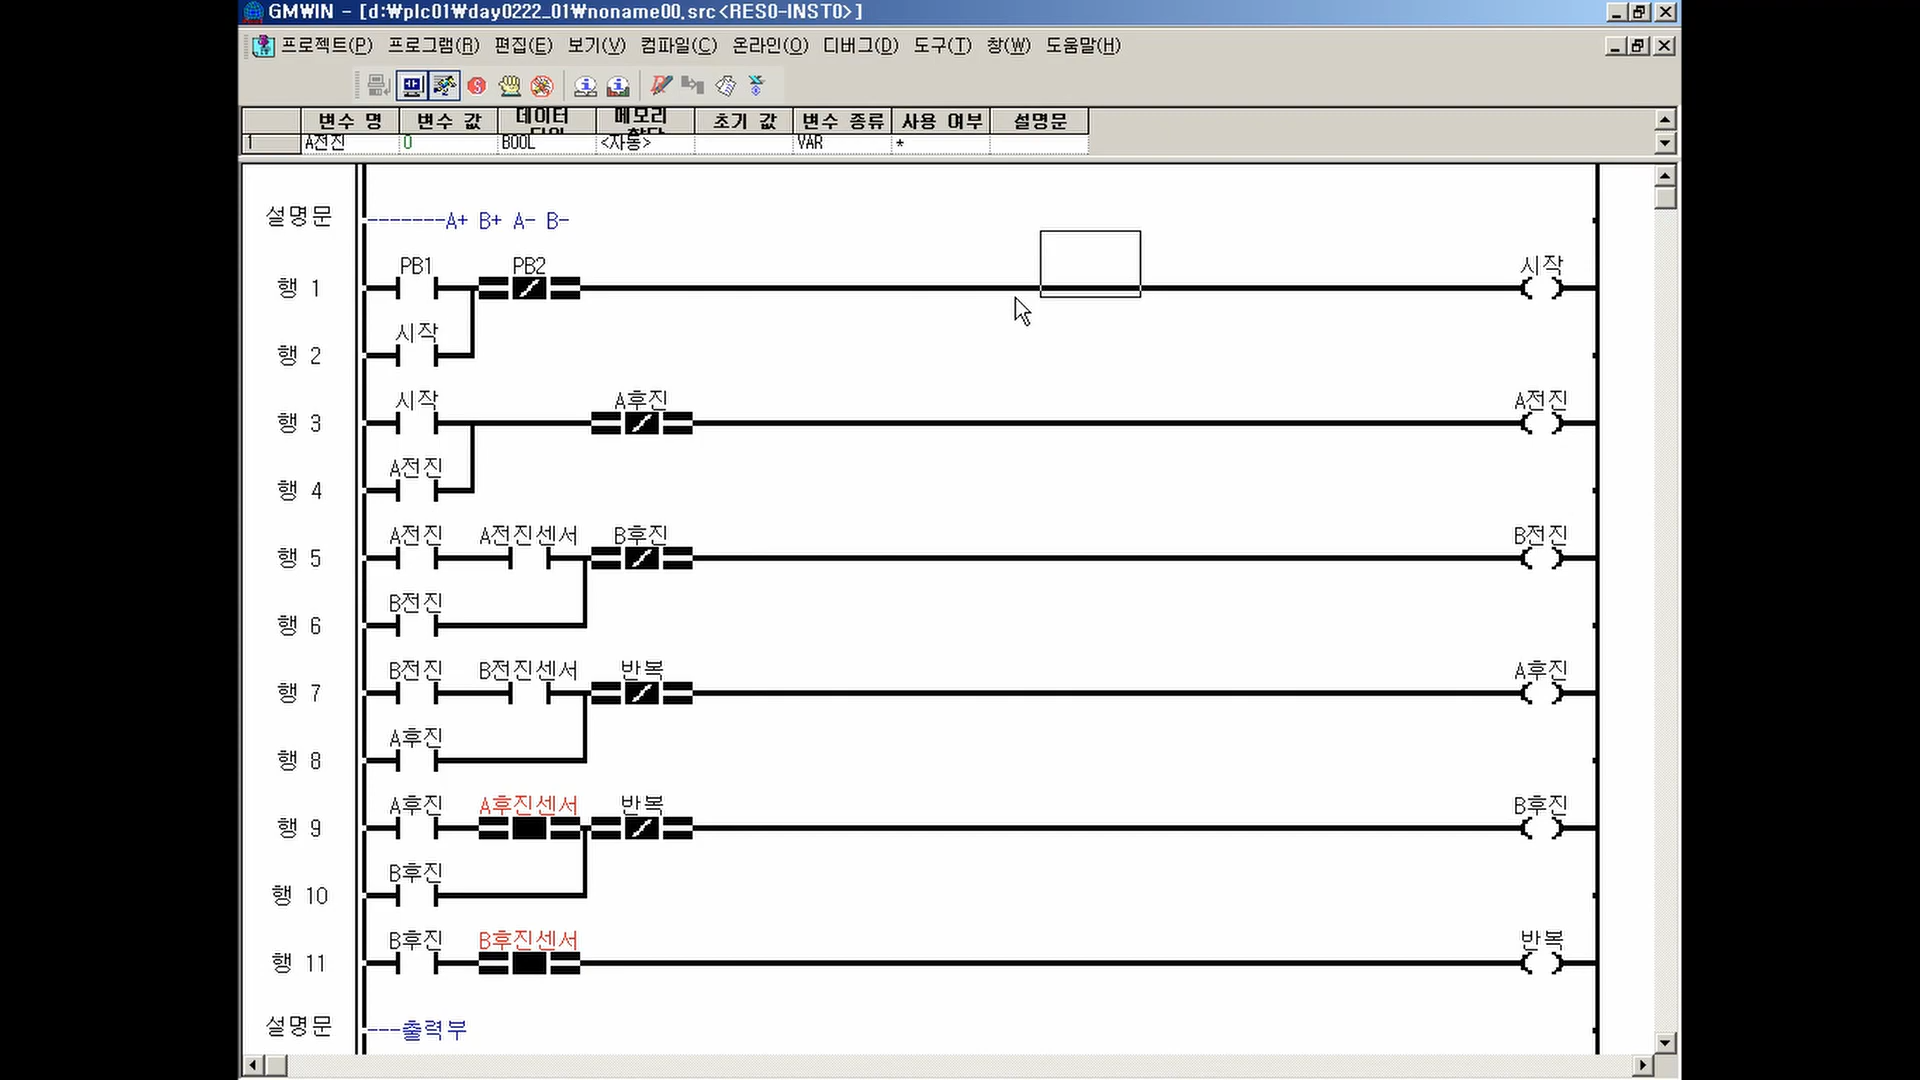 GMWIN - [d:₩plc01₩day0222_01₩noname00.src<RES0-INST0>]
프로젝트(P) 프로그램(R) 편집(E) 보기(V) 컴파일(C) 온라인(O) 디버그(D) 도구(T) 창(W) 도움말(H)
변수 명 변수 값 데이터 타입 메모리 할당 초기 값 변수 종류 사용 여부 설명문
1 A전진 0 BOOL <자동> VAR *
설명문 -------A+ B+ A- B-
PB1 PB2 시작
행 1
시작
행 2
시작 A후진 A전진
행 3
A전진
행 4
A전진 A전진센서 B후진 B전진
행 5
B전진
행 6
B전진 B전진센서 반복 A후진
행 7
A후진
행 8
A후진 A후진센서 반복 B후진
행 9
B후진
행 10
B후진 B후진센서 반복
행 11
설명문 ---출력부